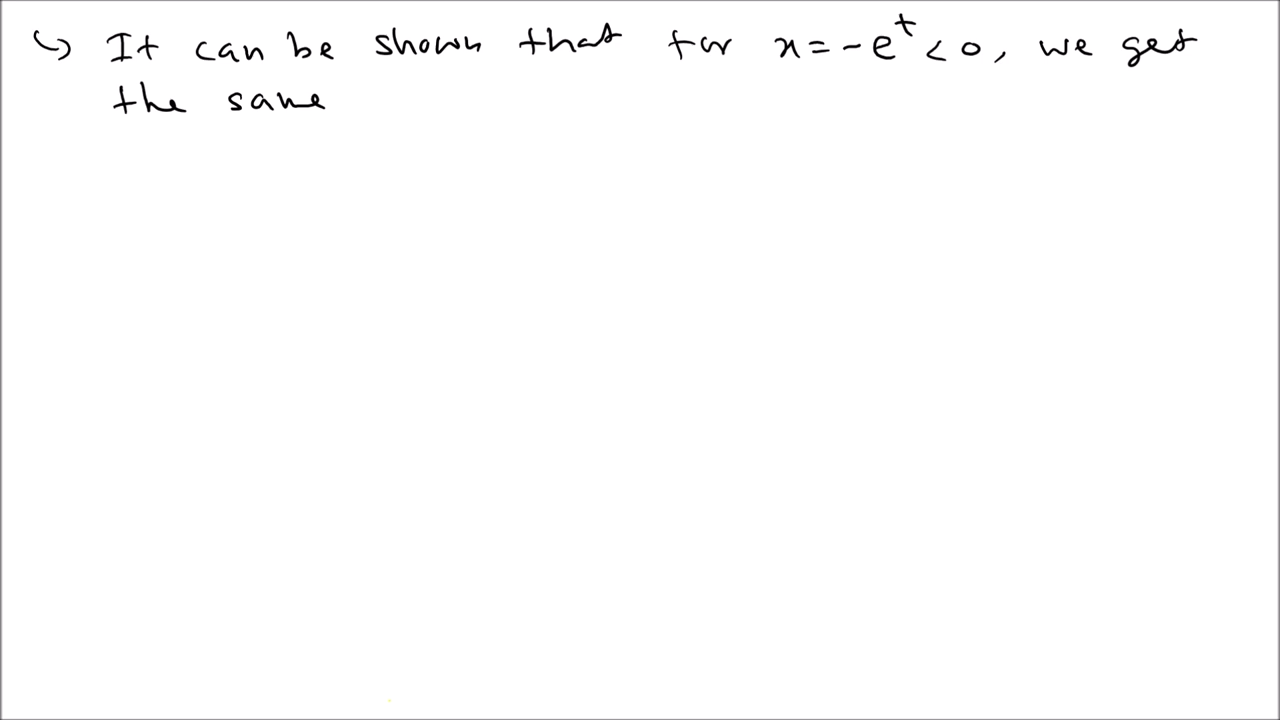 ↪ It can be shown that for x = -e^t < 0, we get
the same